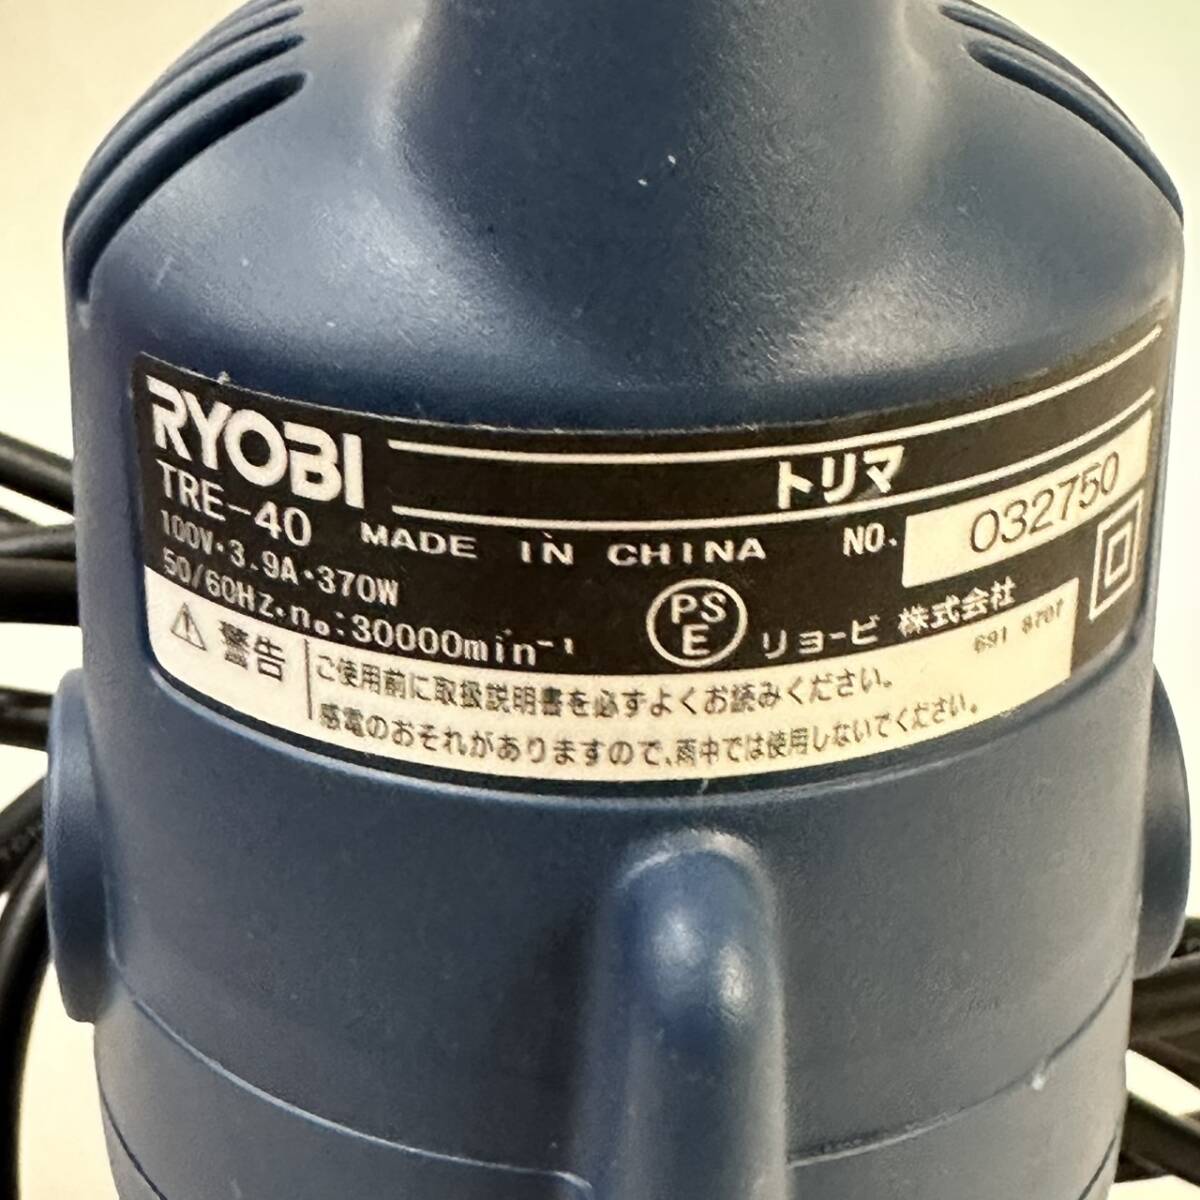 RYOBI
トリマ
TRE-40
MADE IN CHINA
NO. 032750
100V・3.9A・370W
50/60Hz・n₀:30000min⁻¹
PS
E
リョービ 株式会社
691 8707
警告
ご使用前に取扱説明書を必ずよくお読みください。
感電のおそれがありますので、雨中では使用しないでください。